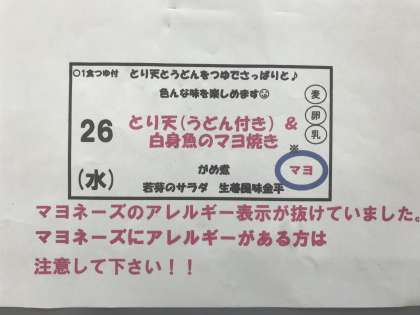 ○1食つゆ付 とり天とうどんをつゆでさっぱりと♪
色んな味を楽しめます☺
麦
卵
乳
26
(水)
とり天(うどん付き) &
白身魚のマヨ焼き
※
がめ煮
マヨ
若芽のサラダ 生姜風味金平
マヨネーズのアレルギー表示が抜けていました。
マヨネーズにアレルギーがある方は
注意して下さい！！